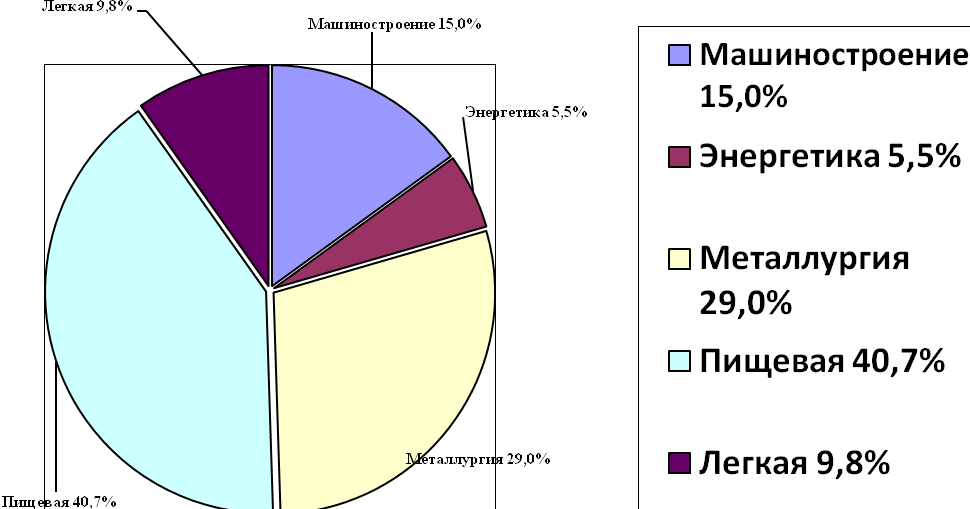 Легкая 9,8%
Машиностроение 15,0%
Энергетика 5,5%
Металлургия 29,0%
Пищевая 40,7%
Машиностроение
15,0%
Энергетика 5,5%
Металлургия
29,0%
Пищевая 40,7%
Легкая 9,8%